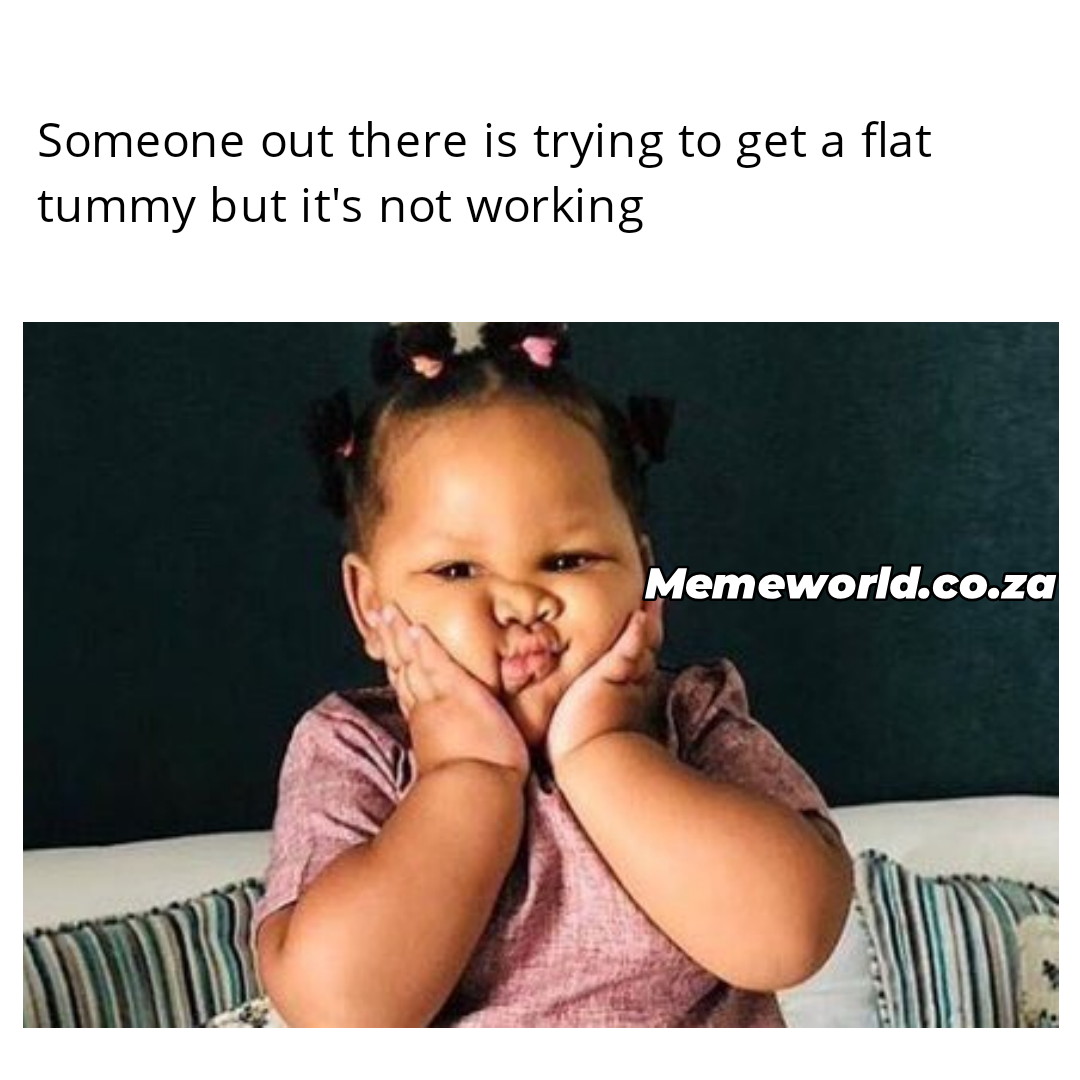 Someone out there is trying to get a flat
tummy but it's not working
Memeworld.co.za